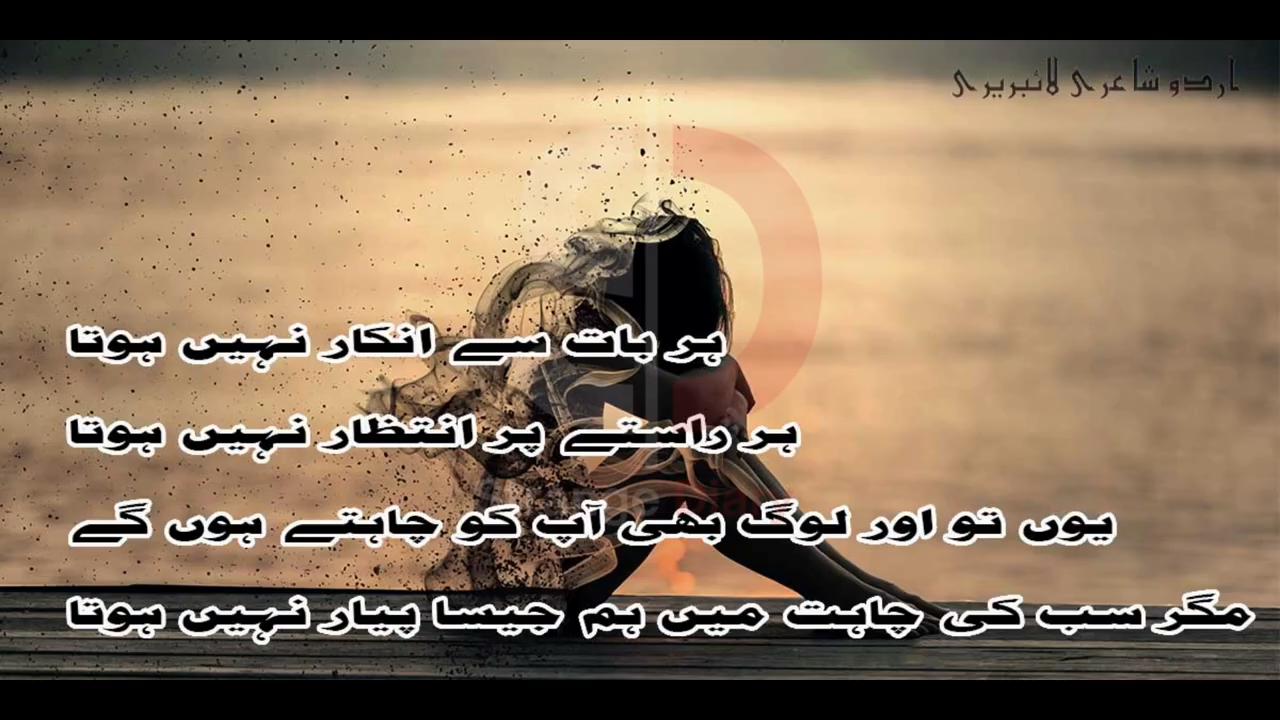 اردو شاعری لائبریری
ہر بات سے انکار نہیں ہوتا
ہر راستے پر انتظار نہیں ہوتا
یوں تو اور لوگ بھی آپ کو چاہتے ہوں گے
مگر سب کی چاہت میں ہم جیسا پیار نہیں ہوتا